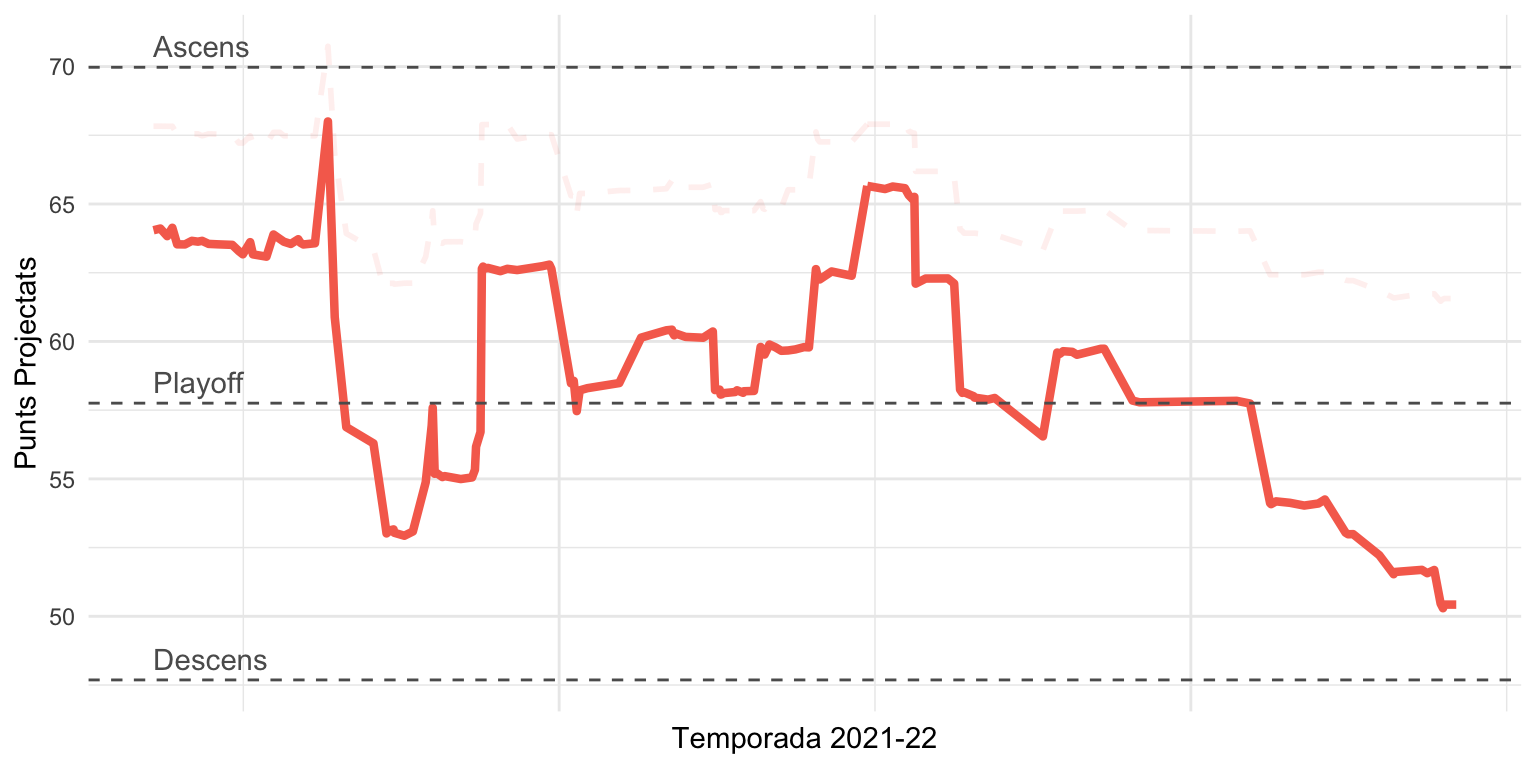 Ascens
70
65
Punts Projectats
60
Playoff
55
50
Descens
Temporada 2021-22